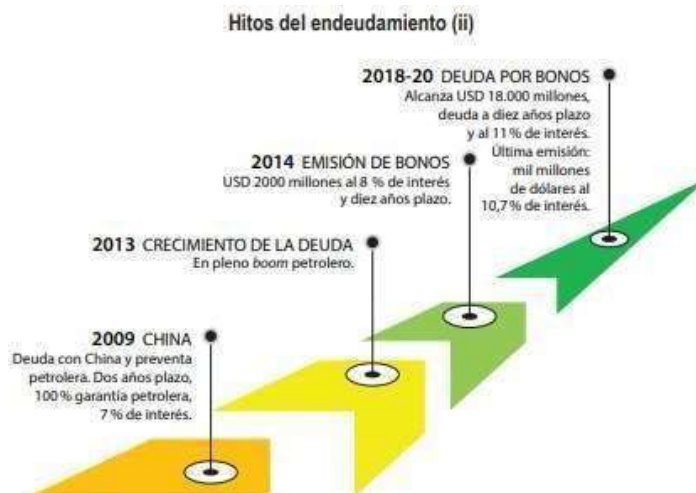 Hitos del endeudamiento (ii)
2018-20 DEUDA POR BONOS
Alcanza USD 18.000 millones,
deuda a diez años plazo
y al 11 % de interés.
Última emisión:
mil millones
de dólares al
10,7 % de interés.
2014 EMISIÓN DE BONOS
USD 2000 millones al 8 % de interés
y diez años plazo.
2013 CRECIMIENTO DE LA DEUDA
En pleno boom petrolero.
2009 CHINA
Deuda con China y preventa
petrolera. Dos años plazo,
100 % garantía petrolera,
7 % de interés.